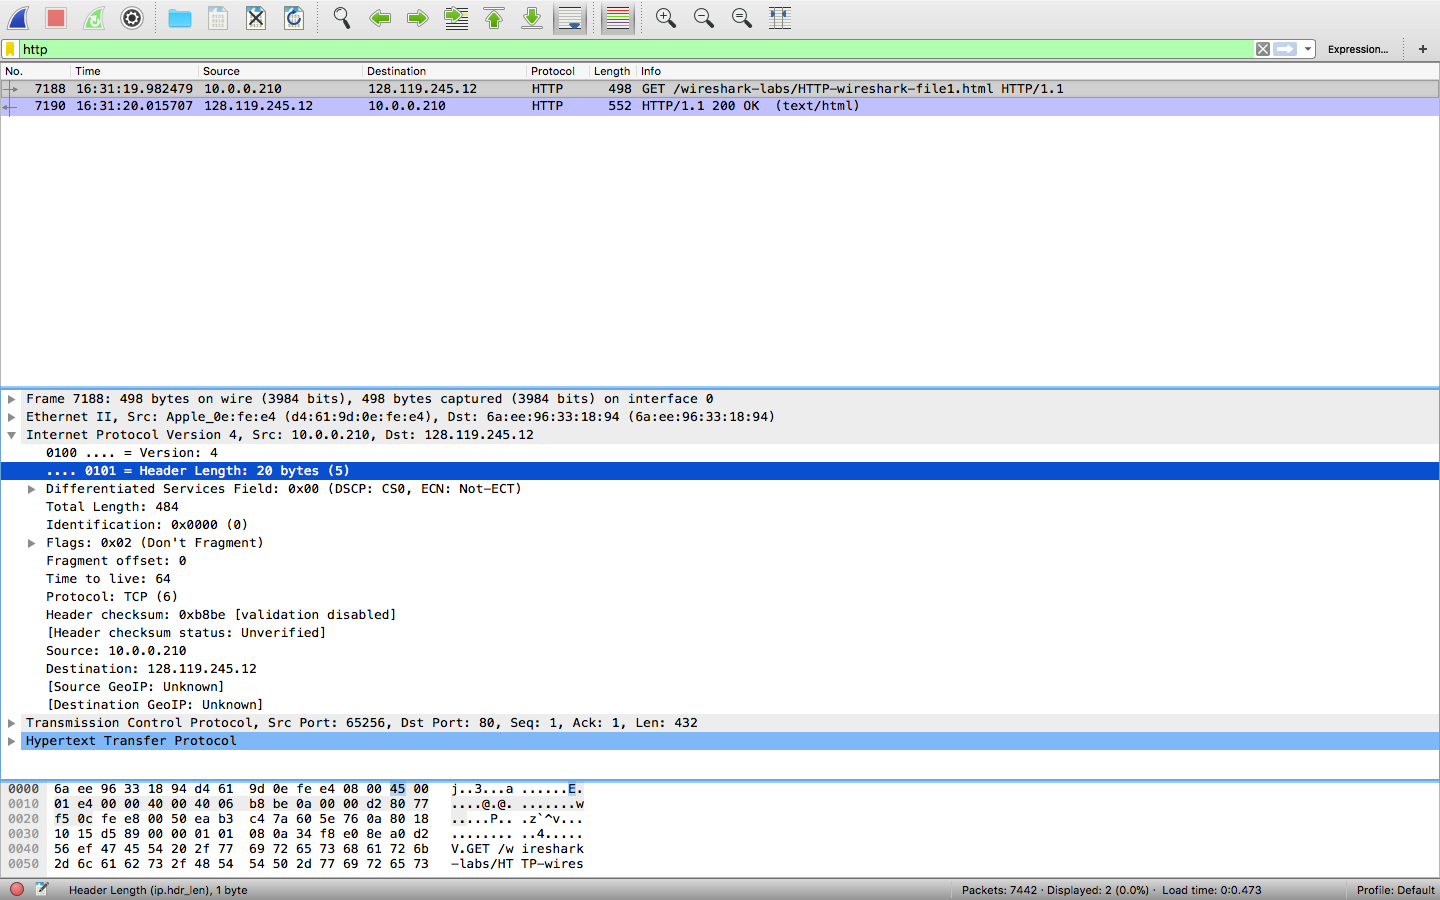 http
Expression...
+
No. Time Source Destination Protocol Length Info
7188 16:31:19.982479 10.0.0.210 128.119.245.12 HTTP 498 GET /wireshark-labs/HTTP-wireshark-file1.html HTTP/1.1
7190 16:31:20.015707 128.119.245.12 10.0.0.210 HTTP 552 HTTP/1.1 200 OK (text/html)
Frame 7188: 498 bytes on wire (3984 bits), 498 bytes captured (3984 bits) on interface 0
Ethernet II, Src: Apple_0e:fe:e4 (d4:61:9d:0e:fe:e4), Dst: 6a:ee:96:33:18:94 (6a:ee:96:33:18:94)
Internet Protocol Version 4, Src: 10.0.0.210, Dst: 128.119.245.12
0100 .... = Version: 4
.... 0101 = Header Length: 20 bytes (5)
Differentiated Services Field: 0x00 (DSCP: CS0, ECN: Not-ECT)
Total Length: 484
Identification: 0x0000 (0)
Flags: 0x02 (Don't Fragment)
Fragment offset: 0
Time to live: 64
Protocol: TCP (6)
Header checksum: 0xb8be [validation disabled]
[Header checksum status: Unverified]
Source: 10.0.0.210
Destination: 128.119.245.12
[Source GeoIP: Unknown]
[Destination GeoIP: Unknown]
Transmission Control Protocol, Src Port: 65256, Dst Port: 80, Seq: 1, Ack: 1, Len: 432
Hypertext Transfer Protocol
0000 6a ee 96 33 18 94 d4 61 9d 0e fe e4 08 00 45 00 j..3...a ......E.
0010 01 e4 00 00 40 00 40 06 b8 be 0a 00 00 d2 80 77 ....@.@. .......w
0020 f5 0c fe e8 00 50 ea b3 c4 7a 60 5e 76 0a 80 18 .....P.. .z`^v...
0030 10 15 d5 89 00 00 01 01 08 0a 34 f8 e0 8e a0 d2 ........ ..4.....
0040 56 ef 47 45 54 20 2f 77 69 72 65 73 68 61 72 6b V.GET /w ireshark
0050 2d 6c 61 62 73 2f 48 54 54 50 2d 77 69 72 65 73 -labs/HT TP-wires
Header Length (ip.hdr_len), 1 byte Packets: 7442 · Displayed: 2 (0.0%) · Load time: 0:0.473 Profile: Default